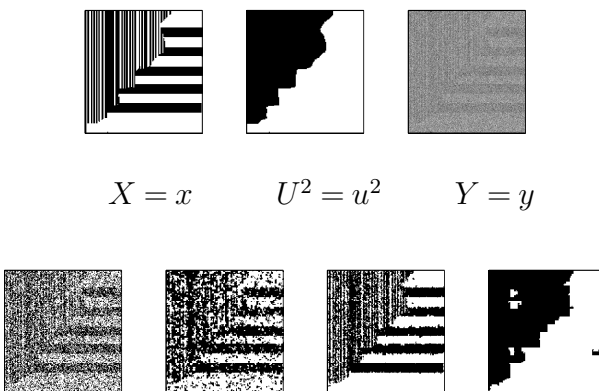 X = x U² = u² Y = y